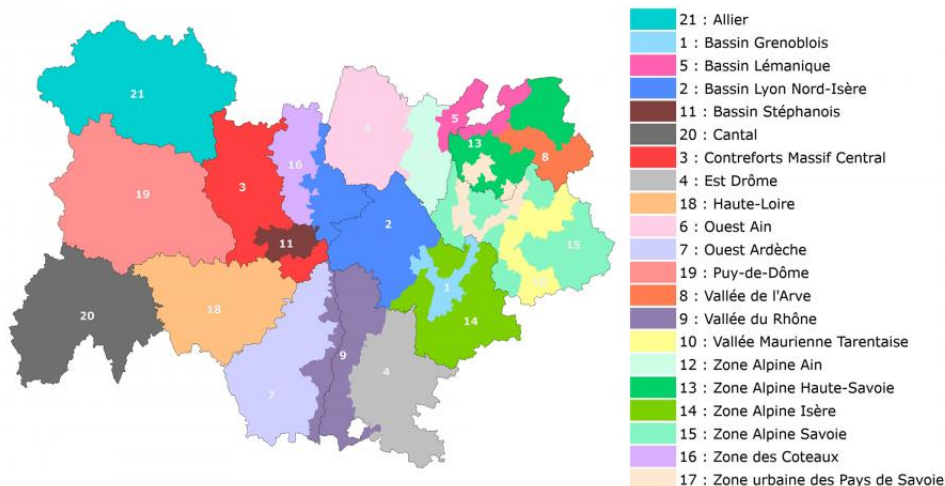 21 : Allier
1 : Bassin Grenoblois
5 : Bassin Lémanique
2 : Bassin Lyon Nord-Isère
11 : Bassin Stéphanois
20 : Cantal
3 : Contreforts Massif Central
4 : Est Drôme
18 : Haute-Loire
6 : Ouest Ain
7 : Ouest Ardèche
19 : Puy-de-Dôme
8 : Vallée de l'Arve
9 : Vallée du Rhône
10 : Vallée Maurienne Tarentaise
12 : Zone Alpine Ain
13 : Zone Alpine Haute-Savoie
14 : Zone Alpine Isère
15 : Zone Alpine Savoie
16 : Zone des Coteaux
17 : Zone urbaine des Pays de Savoie
21
5
6
13
8
16
3
19
2
15
11
1
20
18
14
9
4
7